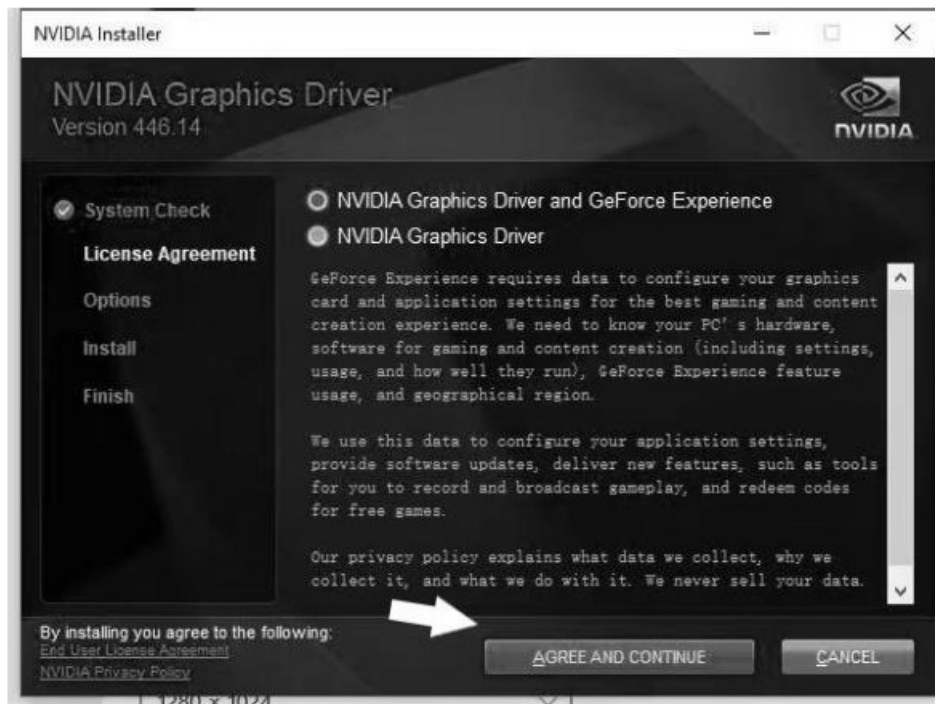 NVIDIA Installer
NVIDIA Graphics Driver
Version 446.14
NVIDIA
System Check
License Agreement
Options
Install
Finish
NVIDIA Graphics Driver and GeForce Experience
NVIDIA Graphics Driver
GeForce Experience requires data to configure your graphics
card and application settings for the best gaming and content
creation experience. We need to know your PC's hardware,
software for gaming and content creation (including settings,
usage, and how well they run), GeForce Experience feature
usage, and geographical region.
We use this data to configure your application settings,
provide software updates, deliver new features, such as tools
for you to record and broadcast gameplay, and redeem codes
for free games.
Our privacy policy explains what data we collect, why we
collect it, and what we do with it. We never sell your data.
By installing you agree to the following:
End User License Agreement
NVIDIA Privacy Policy
AGREE AND CONTINUE
CANCEL
1280 x 1024